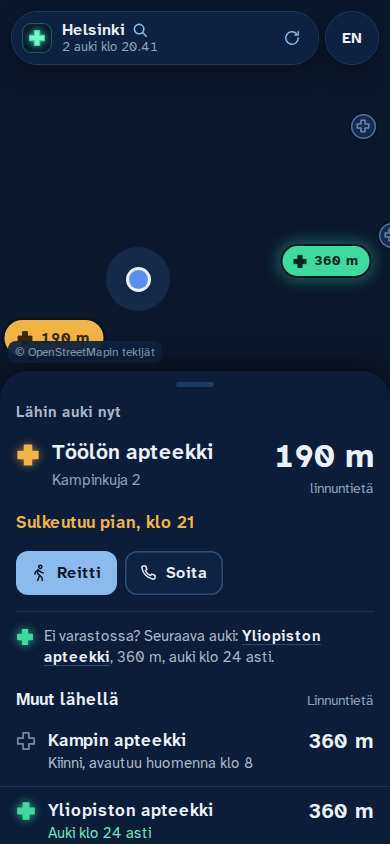 Helsinki
2 auki klo 20.41
EN
360 m
190 m
© OpenStreetMapin tekijät
Lähin auki nyt
Töölön apteekki
190 m
Kampinkuja 2
linnuntietä
Sulkeutuu pian, klo 21
Reitti
Soita
Ei varastossa? Seuraava auki: Yliopiston
apteekki, 360 m, auki klo 24 asti.
Muut lähellä
Linnuntietä
Kampin apteekki
360 m
Kiinni, avautuu huomenna klo 8
Yliopiston apteekki
360 m
Auki klo 24 asti